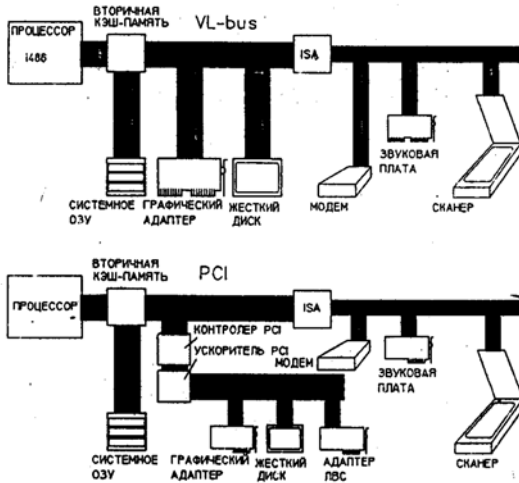 ПРОЦЕССОР
i486
ВТОРИЧНАЯ
КЭШ-ПАМЯТЬ
VL-bus
ISA
СИСТЕМНОЕ
ОЗУ
ГРАФИЧЕСКИЙ
АДАПТЕР
ЖЕСТКИЙ
ДИСК
МОДЕМ
ЗВУКОВАЯ
ПЛАТА
СКАНЕР
ВТОРИЧНАЯ
КЭШ-ПАМЯТЬ
PCI
ПРОЦЕССОР
ISA
КОНТРОЛЕР PCI
УСКОРИТЕЛЬ PCI
МОДЕМ
ЗВУКОВАЯ
ПЛАТА
СИСТЕМНОЕ
ОЗУ
ГРАФИЧЕСКИЙ
АДАПТЕР
ЖЕСТКИЙ
ДИСК
АДАПТЕР
ЛВС
СКАНЕР